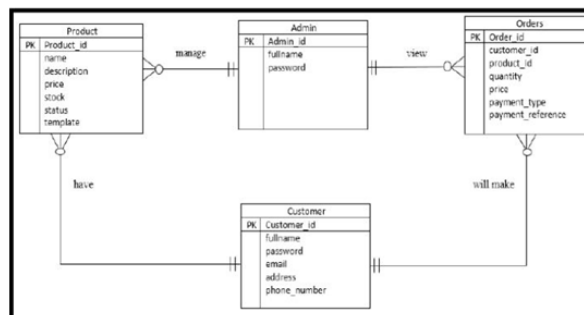 Product
PK Product_id
name
description
price
stock
status
template
manage
Admin
PK Admin_id
fullname
password
view
Orders
PK Order_id
customer_id
product_id
quantity
price
payment_type
payment_reference
have
will make
Customer
PK Customer_id
fullname
password
email
address
phone_number